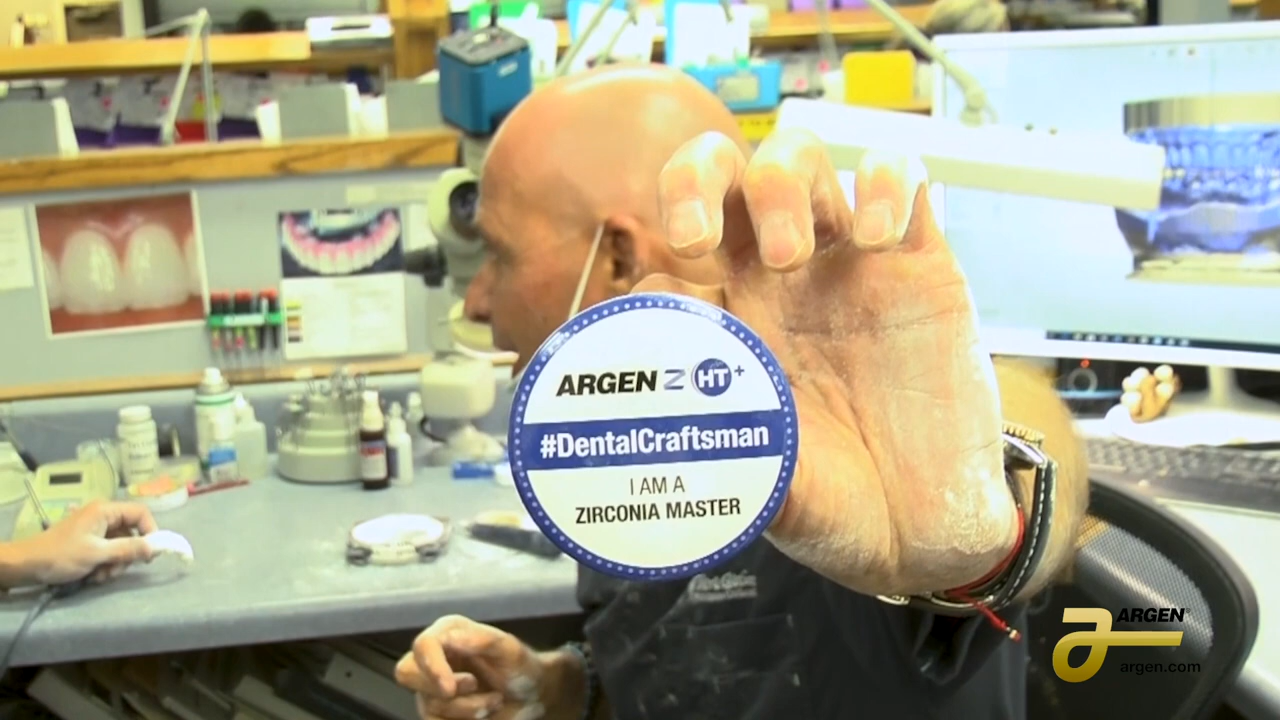 ARGEN Z HT+
#DentalCraftsman
I AM A
ZIRCONIA MASTER
ARGEN
argen.com